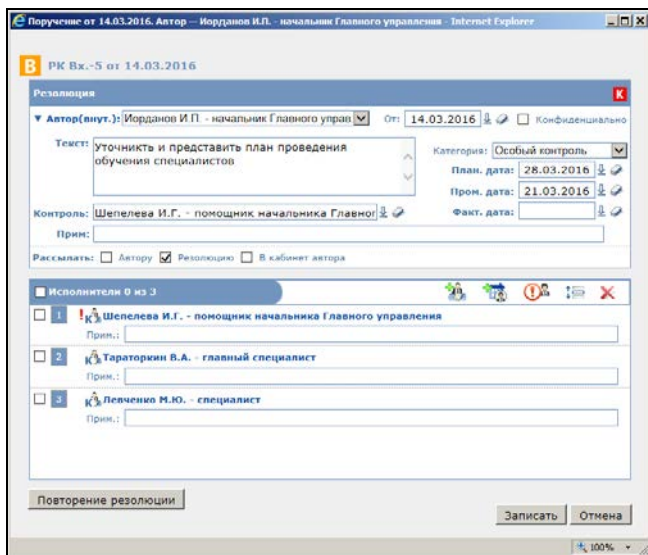 Поручение от 14.03.2016. Автор — Иорданов И.П. - начальник Главного управления - Internet Explorer
В РК Вх.-5 от 14.03.2016
Резолюция К
▼ Автор(внут.): Иорданов И.П. - начальник Главного управ От: 14.03.2016 Конфиденциально
Текст: Уточникть и представить план проведения
обучения специалистов
Категория: Особый контроль
План. дата: 28.03.2016
Пром. дата: 21.03.2016
Контроль: Шепелева И.Г. - помощник начальника Главног Факт. дата:
Прим:
Рассылать: Автору Резолюцию В кабинет автора
Исполнители 0 из 3
1 ! К Шепелева И.Г. - помощник начальника Главного управления
Прим.:
2 К Тараторкин В.А. - главный специалист
Прим.:
3 К Левченко М.Ю. - специалист
Прим.:
Повторение резолюции
Записать Отмена
100%